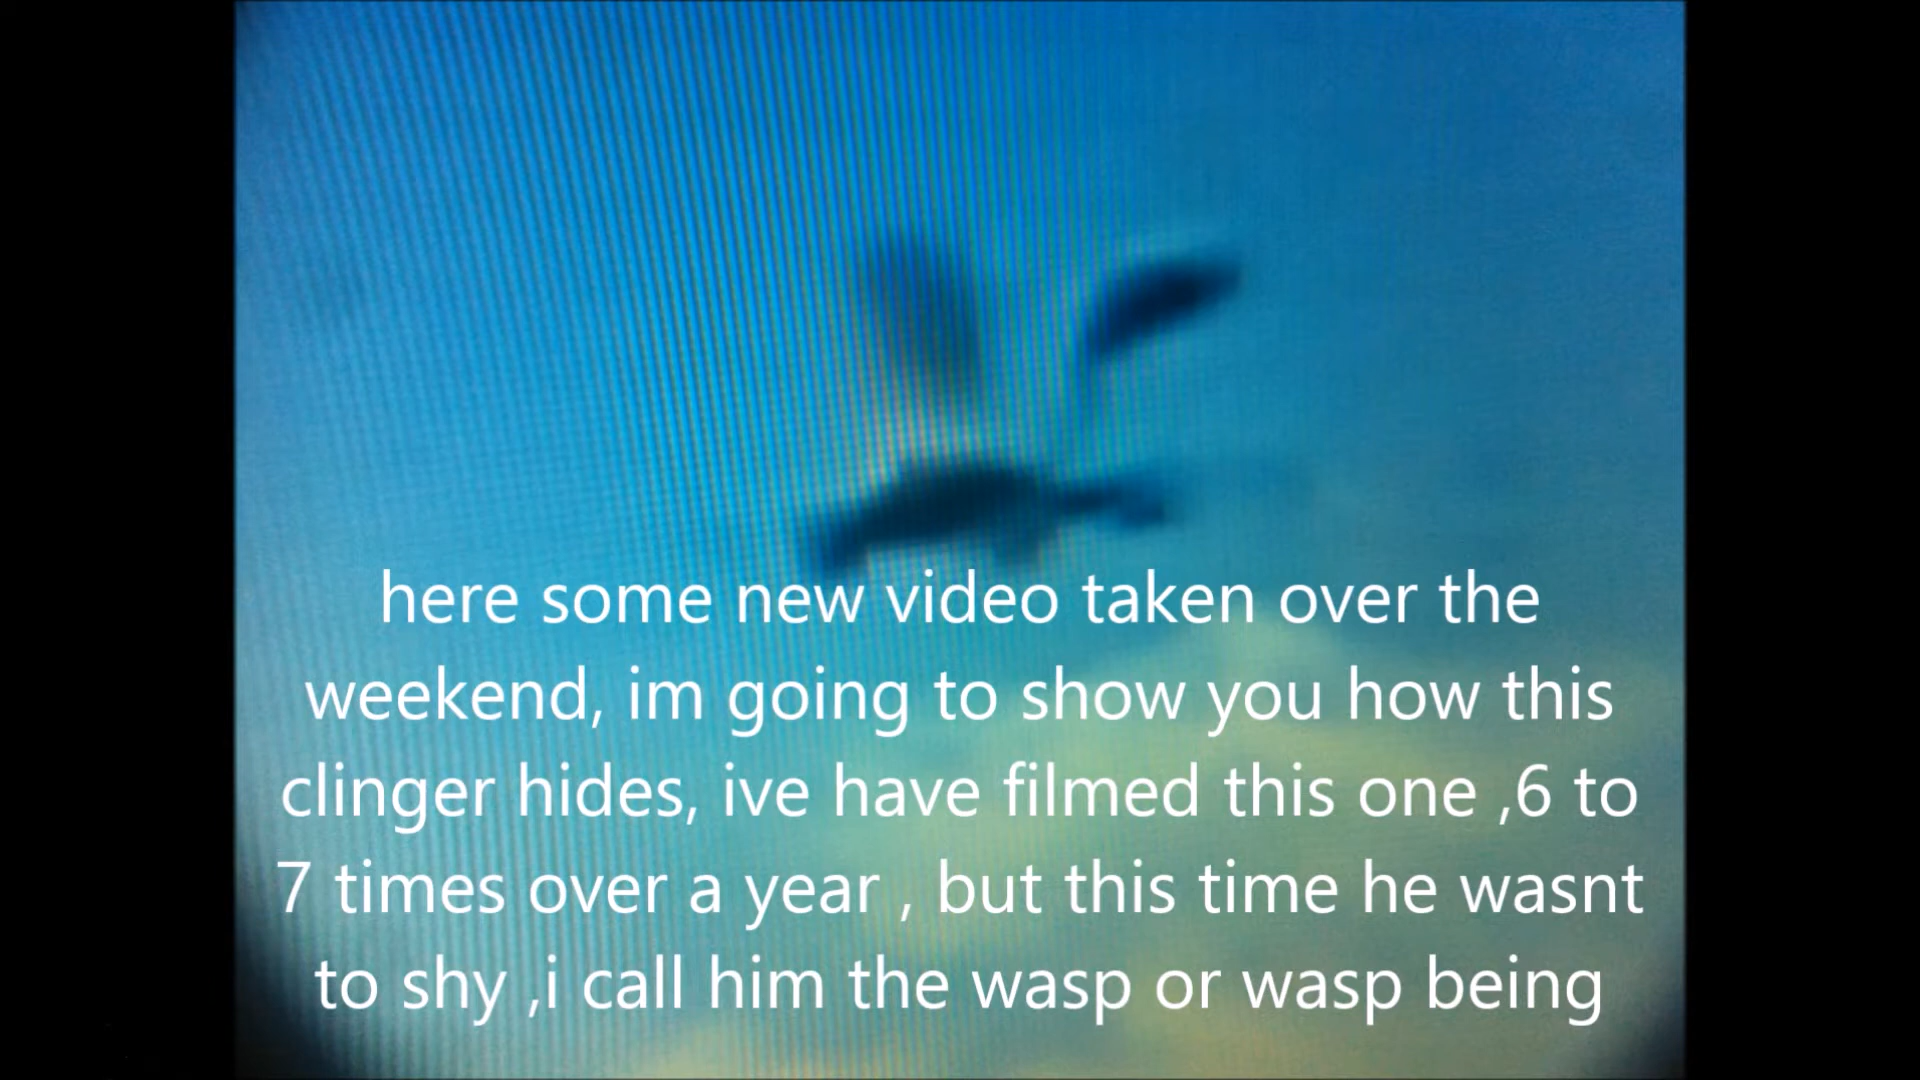 here some new video taken over the
weekend, im going to show you how this
clinger hides, ive have filmed this one ,6 to
7 times over a year , but this time he wasnt
to shy ,i call him the wasp or wasp being